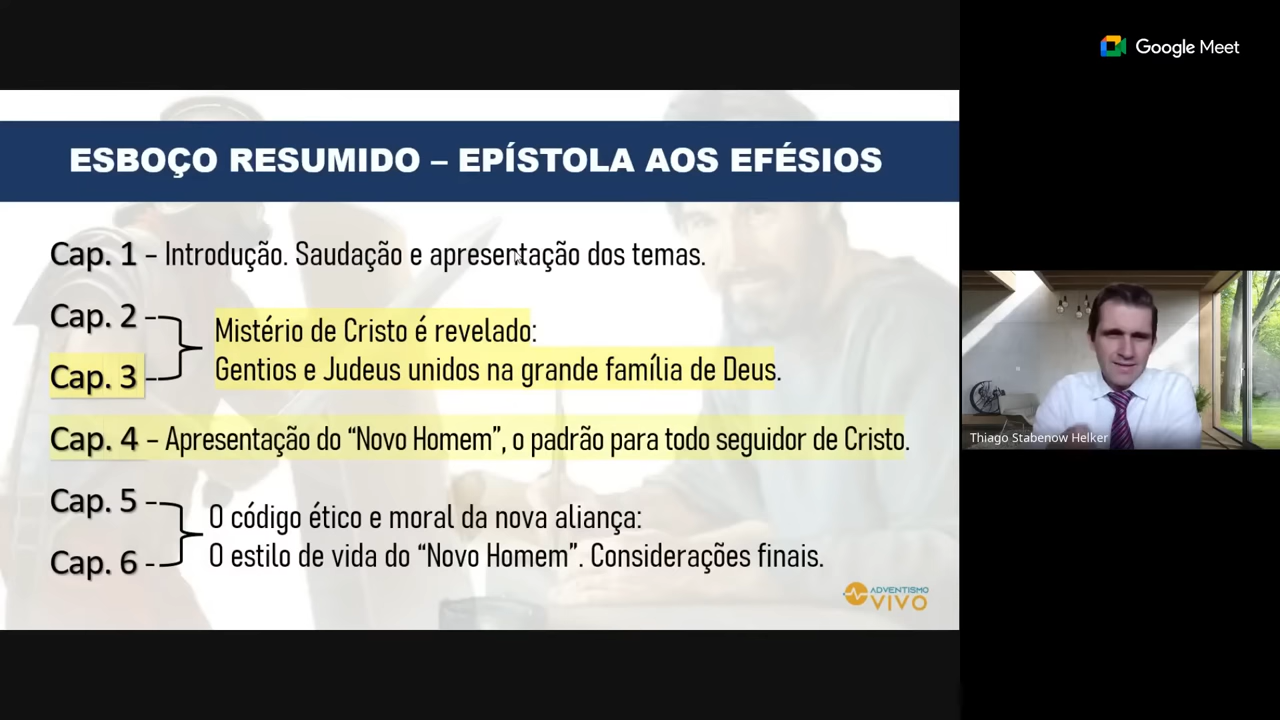 Google Meet
ESBOÇO RESUMIDO – EPÍSTOLA AOS EFÉSIOS
Cap. 1 – Introdução. Saudação e apresentação dos temas.
Cap. 2 –
Mistério de Cristo é revelado:
Cap. 3 –
Gentios e Judeus unidos na grande família de Deus.
Cap. 4 – Apresentação do “Novo Homem”, o padrão para todo seguidor de Cristo.
Cap. 5 –
O código ético e moral da nova aliança:
Cap. 6 -
O estilo de vida do “Novo Homem”. Considerações finais.
ADVENTISMO
VIVO
Thiago Stabenow Helker